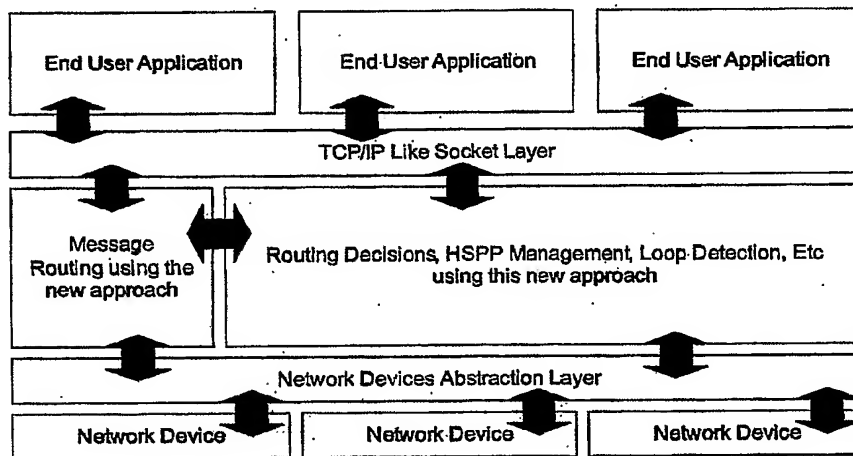 End User Application
End User Application
End User Application
TCP/IP Like Socket Layer
Message
Routing using the
new approach
Routing Decisions, HSPP Management, Loop Detection, Etc
using this new approach
Network Devices Abstraction Layer
Network Device
Network Device
Network Device